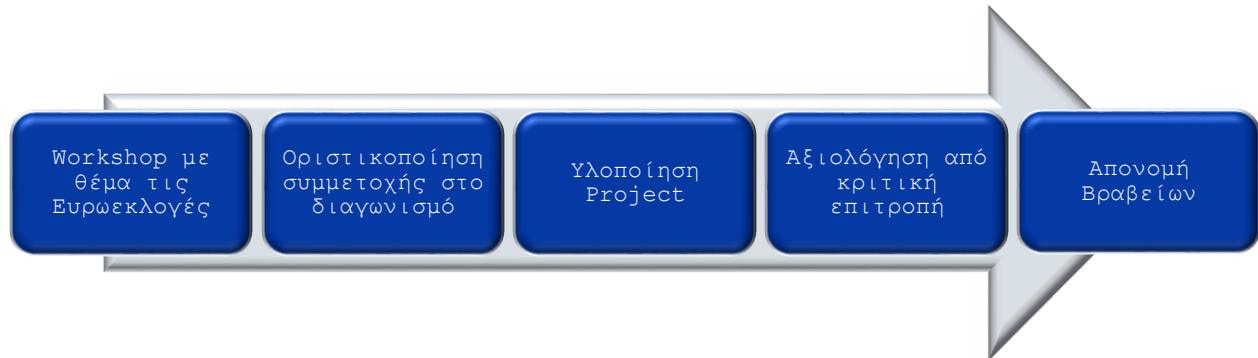 Workshop με
θέμα τις
Ευρωεκλογές
Οριστικοποίηση
συμμετοχής στο
διαγωνισμό
Υλοποίηση
Project
Αξιολόγηση από
κριτική
επιτροπή
Απονομή
Βραβείων